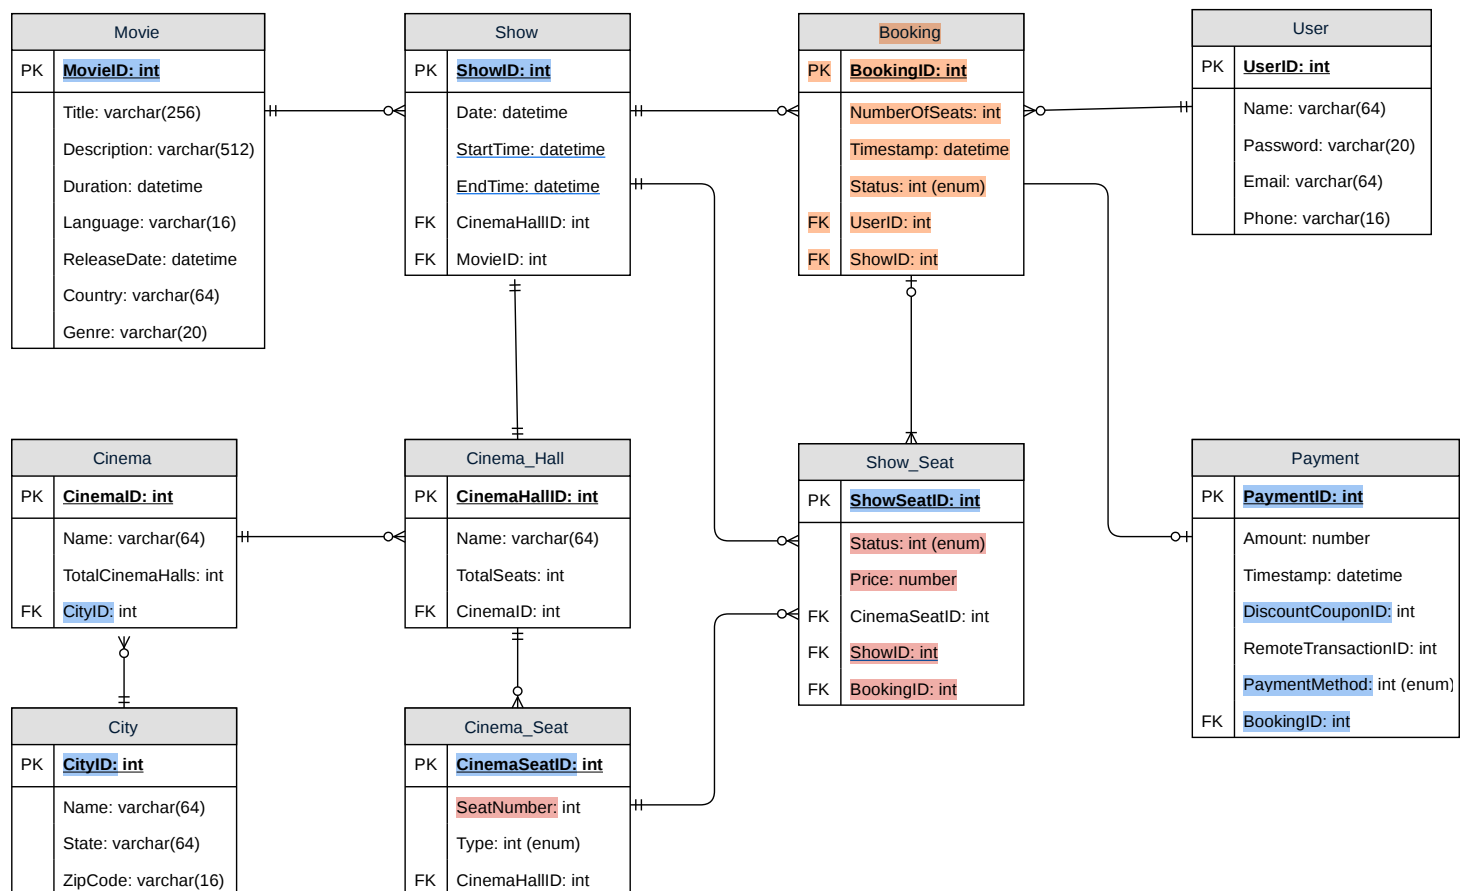 Movie
PK MovieID: int
Title: varchar(256)
Description: varchar(512)
Duration: datetime
Language: varchar(16)
ReleaseDate: datetime
Country: varchar(64)
Genre: varchar(20)
Show
PK ShowID: int
Date: datetime
StartTime: datetime
EndTime: datetime
FK CinemaHallID: int
FK MovieID: int
Booking
PK BookingID: int
NumberOfSeats: int
Timestamp: datetime
Status: int (enum)
FK UserID: int
FK ShowID: int
User
PK UserID: int
Name: varchar(64)
Password: varchar(20)
Email: varchar(64)
Phone: varchar(16)
Cinema
PK CinemaID: int
Name: varchar(64)
TotalCinemaHalls: int
FK CityID: int
Cinema_Hall
PK CinemaHallID: int
Name: varchar(64)
TotalSeats: int
FK CinemaID: int
Show_Seat
PK ShowSeatID: int
Status: int (enum)
Price: number
FK CinemaSeatID: int
FK ShowID: int
FK BookingID: int
Payment
PK PaymentID: int
Amount: number
Timestamp: datetime
DiscountCouponID: int
RemoteTransactionID: int
PaymentMethod: int (enum)
FK BookingID: int
City
PK CityID: int
Name: varchar(64)
State: varchar(64)
ZipCode: varchar(16)
Cinema_Seat
PK CinemaSeatID: int
SeatNumber: int
Type: int (enum)
FK CinemaHallID: int